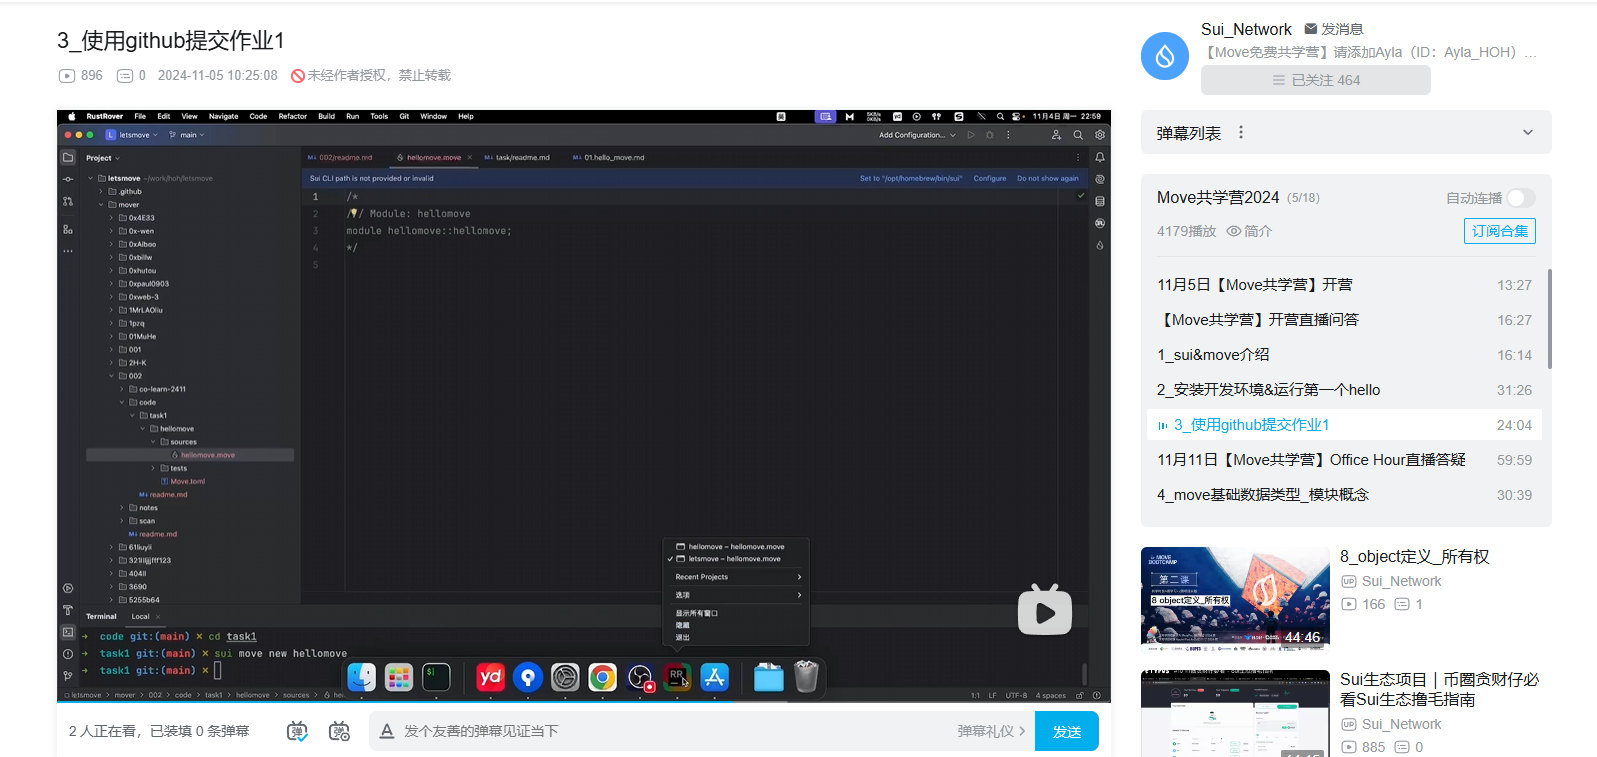 3_使用github提交作业1
896 0 2024-11-05 10:25:08 未经作者授权，禁止转载
RustRover File Edit View Navigate Code Refactor Build Run Tools Git Window Help
11月4日 周一 22:59
L letsmove main
Add Configuration...
Project
letsmove ~/work/hoh/letsmove
.github
mover
0x4E33
0x-wen
0xAlboo
0xbillw
0xhutou
0xpaul0903
0xweb-3
1MrLAOliu
1pzq
01MuHe
001
2H-K
002
co-learn-2411
code
task1
hellomove
sources
hellomove.move
tests
Move.toml
readme.md
notes
scan
readme.md
61liuyii
321lljjjfff123
404ll
3690
5255b64
002/readme.md hellomove.move task/readme.md 01.hello_move.md
Sui CLI path is not provided or invalid
Set to "/opt/homebrew/bin/sui" Configure Do not show again
1 /*
2 // Module: hellomove
3 module hellomove::hellomove;
4 */
5
hellomove – hellomove.move
letsmove – hellomove.move
Recent Projects
选项
显示所有窗口
隐藏
退出
Terminal Local
code git:(main) × cd task1
task1 git:(main) × sui move new hellomove
task1 git:(main) ×
yd
RR
letsmove > mover > 002 > code > task1 > hellomove > sources > he
1:1 LF UTF-8 4 spaces
2 人正在看，已装填 0 条弹幕
发个友善的弹幕见证当下
弹幕礼仪
发送
Sui_Network 发消息
【Move免费共学营】请添加Ayla（ID：Ayla_HOH）...
已关注 464
弹幕列表
Move共学营2024 (5/18) 自动连播
4179播放 简介 订阅合集
11月5日【Move共学营】开营 13:27
【Move共学营】开营直播问答 16:27
1_sui&move介绍 16:14
2_安装开发环境&运行第一个hello 31:26
3_使用github提交作业1 24:04
11月11日【Move共学营】Office Hour直播答疑 59:59
4_move基础数据类型_模块概念 30:39
MOVE
BOOTCAMP
第二课
8 object定义_所有权
44:46
8_object定义_所有权
UP Sui_Network
166 1
Sui生态项目 | 币圈贪财仔必
看Sui生态撸毛指南
UP Sui_Network
885 0